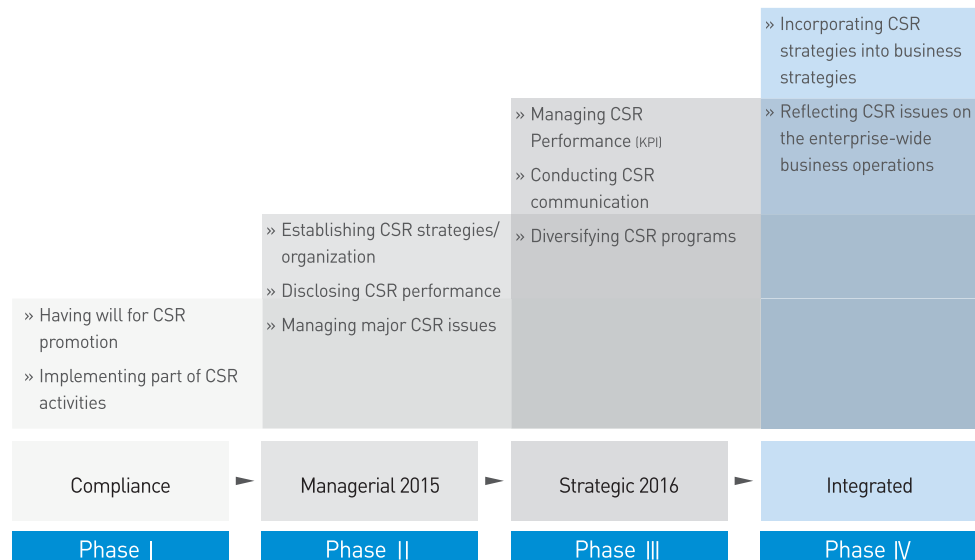 » Incorporating CSR
strategies into business
strategies
» Reflecting CSR issues on
the enterprise-wide
business operations
» Managing CSR
Performance (KPI)
» Conducting CSR
communication
» Diversifying CSR programs
» Establishing CSR strategies/
organization
» Disclosing CSR performance
» Managing major CSR issues
» Having will for CSR
promotion
» Implementing part of CSR
activities
Compliance
Managerial 2015
Strategic 2016
Integrated
Phase I
Phase II
Phase III
Phase IV